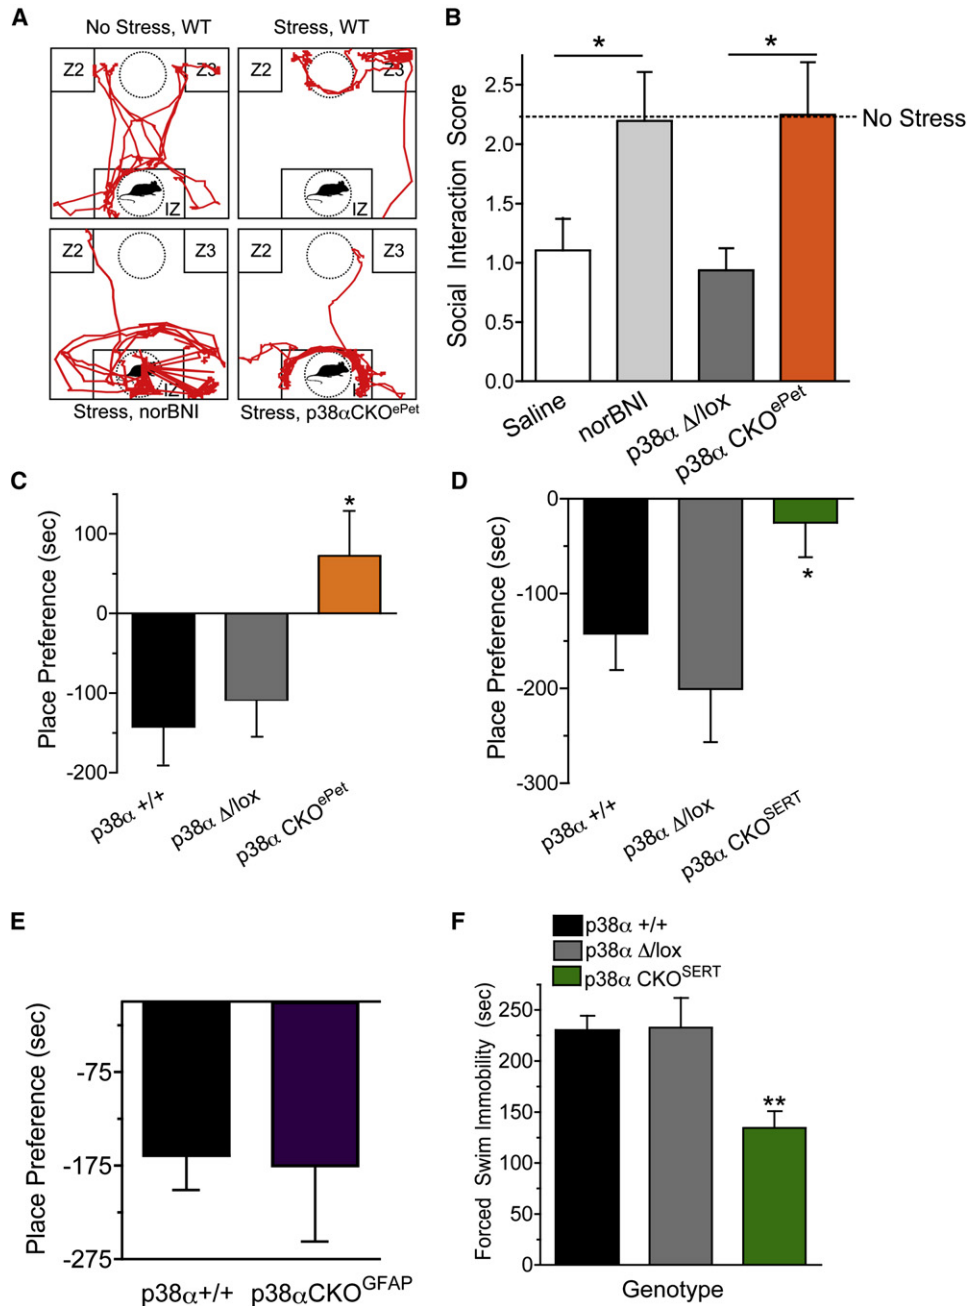 A
No Stress, WT
Stress, WT
Z2
Z3
Z2
Z3
IZ
IZ
Z2
Z3
Z2
Z3
IZ
IZ
Stress, norBNI
Stress, p38αCKOePet
B
Social Interaction Score
2.5
2.0
1.5
1.0
0.5
0.0
*
*
No Stress
Saline
norBNI
p38α Δ/lox
p38α CKOePet
C
Place Preference (sec)
100
0
-100
-200
*
p38α +/+
p38α Δ/lox
p38α CKOePet
D
Place Preference (sec)
0
-100
-200
-300
*
p38α +/+
p38α Δ/lox
p38α CKOSERT
E
Place Preference (sec)
-75
-175
-275
p38α+/+
p38αCKOGFAP
F
p38α +/+
p38α Δ/lox
p38α CKOSERT
Forced Swim Immobility (sec)
250
200
150
100
50
0
**
Genotype